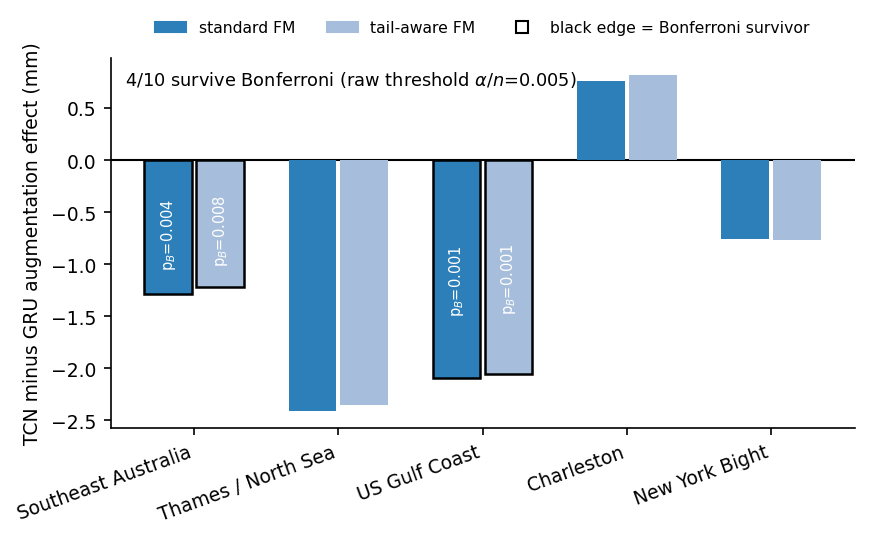 standard FM
tail-aware FM
black edge = Bonferroni survivor
4/10 survive Bonferroni (raw threshold α/n=0.005)
TCN minus GRU augmentation effect (mm)
0.5
0.0
−0.5
−1.0
−1.5
−2.0
−2.5
p_B=0.004
p_B=0.008
p_B=0.001
p_B=0.001
Southeast Australia
Thames / North Sea
US Gulf Coast
Charleston
New York Bight